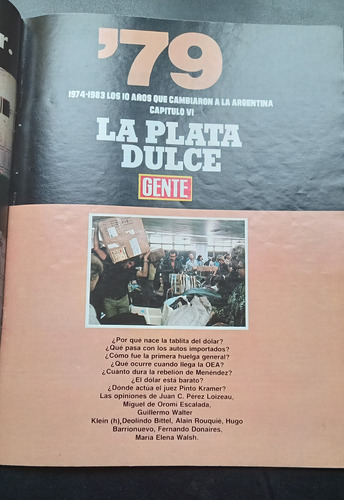 r.
'79
1974-1983 LOS 10 AÑOS QUE CAMBIARON A LA ARGENTINA
CAPITULO VI
LA PLATA
DULCE
GENTE
¿Por qué nace la tablita del dólar?
¿Qué pasa con los autos importados?
¿Cómo fue la primera huelga general?
¿Qué ocurre cuando llega la OEA?
¿Cuánto dura la rebelión de Menéndez?
¿El dólar está barato?
¿Dónde actúa el juez Pinto Kramer?
Las opiniones de Juan C. Pérez Loizeau,
Miguel de Oromí Escalada,
Guillermo Walter
Klein (h), Deolindo Bittel, Alain Rouquie, Hugo
Barrionuevo, Fernando Donaires,
María Elena Walsh.